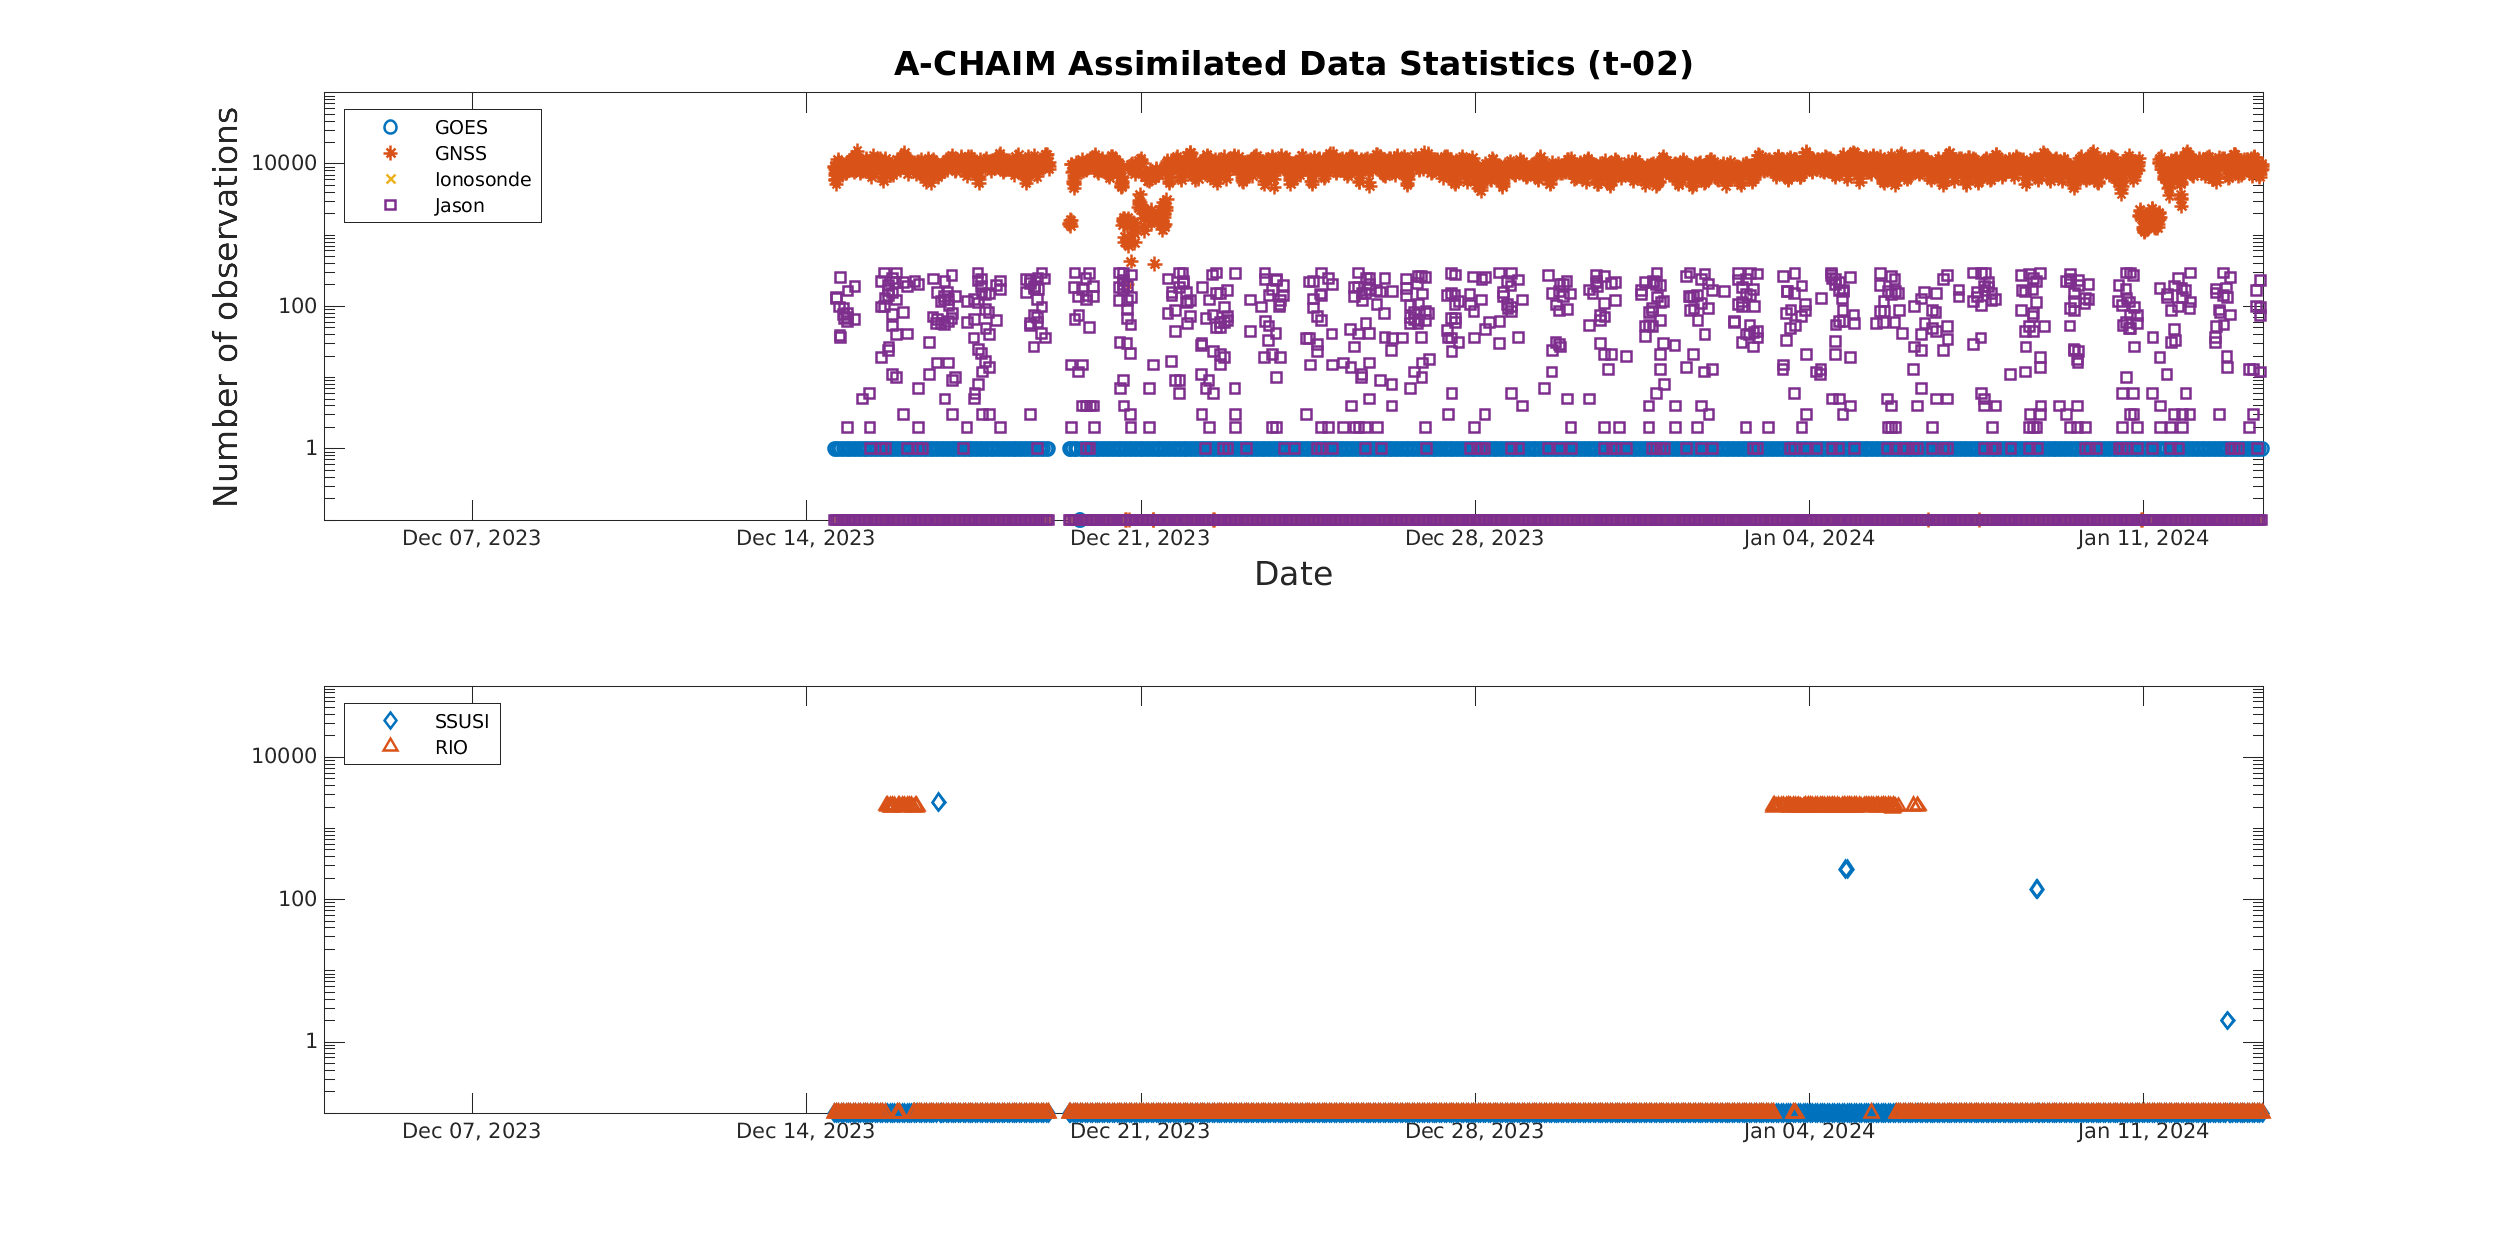 A-CHAIM Assimilated Data Statistics (t-02)
Number of observations
10000
100
1
GOES
GNSS
Ionosonde
Jason
Dec 07, 2023
Dec 14, 2023
Dec 21, 2023
Dec 28, 2023
Jan 04, 2024
Jan 11, 2024
Date
10000
100
1
SSUSI
RIO
Dec 07, 2023
Dec 14, 2023
Dec 21, 2023
Dec 28, 2023
Jan 04, 2024
Jan 11, 2024